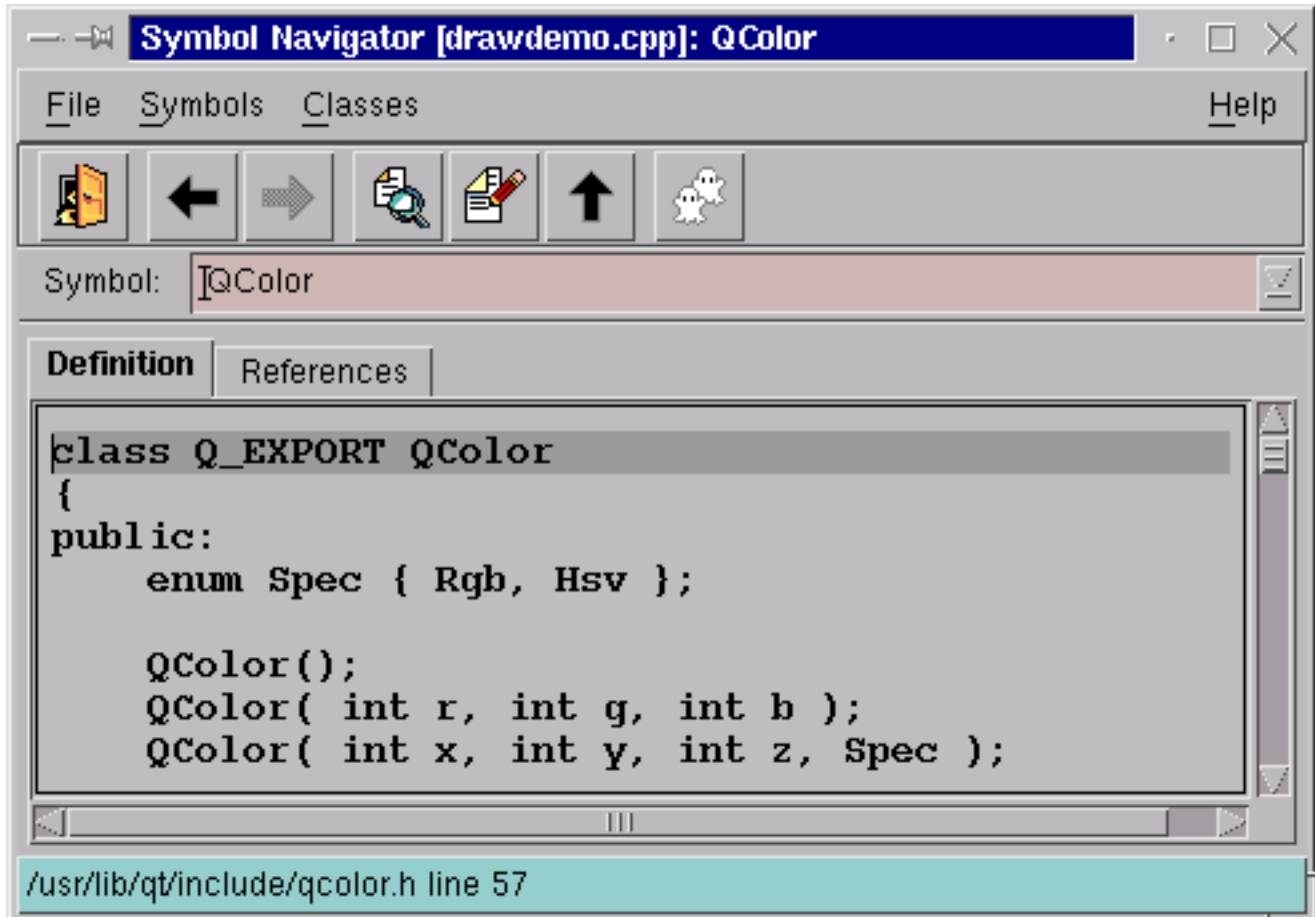 Symbol Navigator [drawdemo.cpp]: QColor
File Symbols Classes Help
Symbol: QColor
Definition References
class Q_EXPORT QColor
{
public:
    enum Spec { Rgb, Hsv };
    QColor();
    QColor( int r, int g, int b );
    QColor( int x, int y, int z, Spec );
/usr/lib/qt/include/qcolor.h line 57